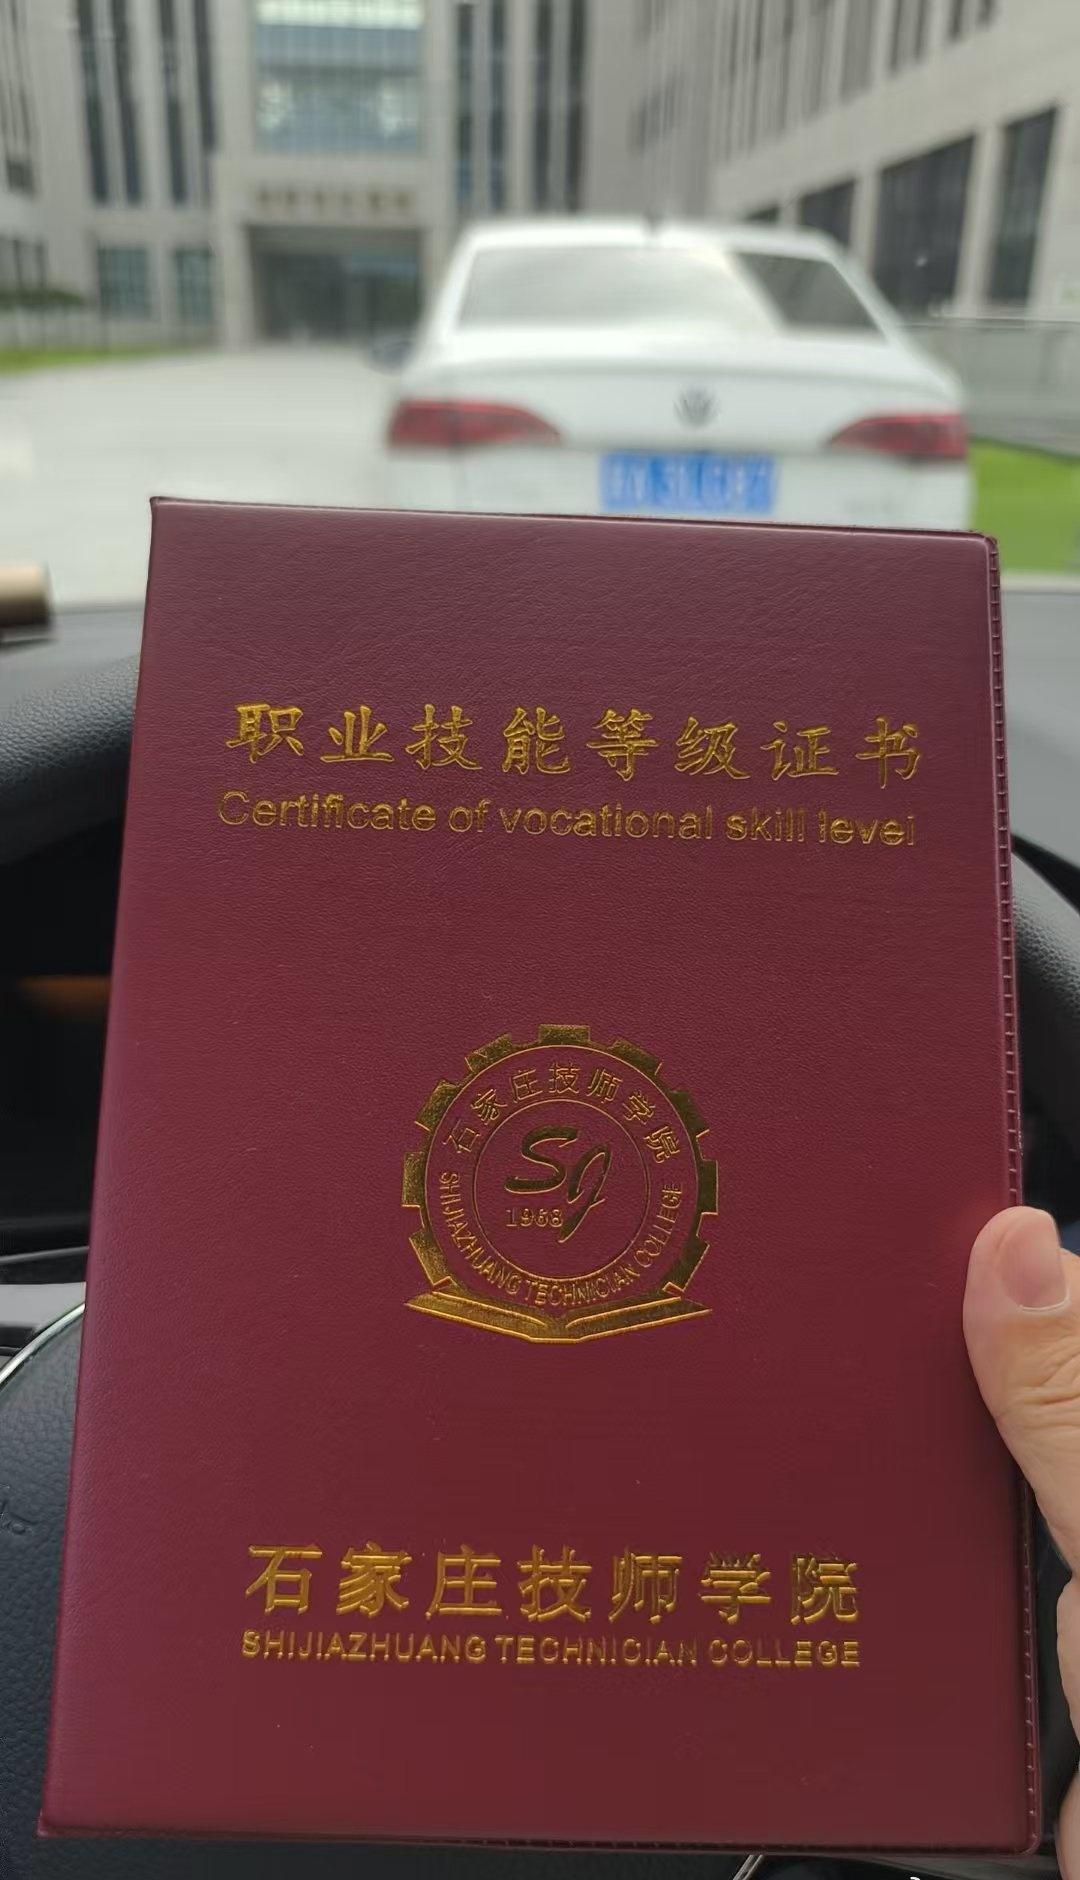 职业技能等级证书
Certificate of vocational skill level
石家庄技师学院
SJ
1968
SHIJIAZHUANG TECHNICIAN COLLEGE
石家庄技师学院
SHIJIAZHUANG TECHNICIAN COLLEGE